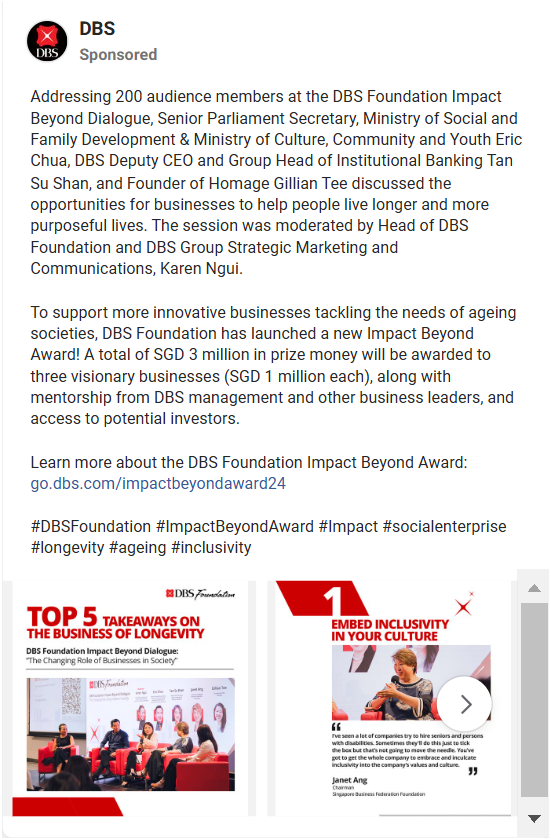 DBS
DBS
Sponsored
Addressing 200 audience members at the DBS Foundation Impact
Beyond Dialogue, Senior Parliament Secretary, Ministry of Social and
Family Development & Ministry of Culture, Community and Youth Eric
Chua, DBS Deputy CEO and Group Head of Institutional Banking Tan
Su Shan, and Founder of Homage Gillian Tee discussed the
opportunities for businesses to help people live longer and more
purposeful lives. The session was moderated by Head of DBS
Foundation and DBS Group Strategic Marketing and
Communications, Karen Ngui.
To support more innovative businesses tackling the needs of ageing
societies, DBS Foundation has launched a new Impact Beyond
Award! A total of SGD 3 million in prize money will be awarded to
three visionary businesses (SGD 1 million each), along with
mentorship from DBS management and other business leaders, and
access to potential investors.
Learn more about the DBS Foundation Impact Beyond Award:
go.dbs.com/impactbeyondaward24
#DBSFoundation #ImpactBeyondAward #Impact #socialenterprise
#longevity #ageing #inclusivity
DBS Foundation
TOP 5 TAKEAWAYS ON
THE BUSINESS OF LONGEVITY
DBS Foundation Impact Beyond Dialogue:
"The Changing Role of Businesses in Society"
DBS Foundation
1
EMBED INCLUSIVITY
IN YOUR CULTURE
"I've seen a lot of companies try to hire seniors and persons
with disabilities. Sometimes they'll do this just to tick
the box but that's not going to move the needle. You've
got to get the whole company to embrace and inculcate
inclusivity into the company's values and culture."
Janet Ang
Chairman
Singapore Business Federation Foundation